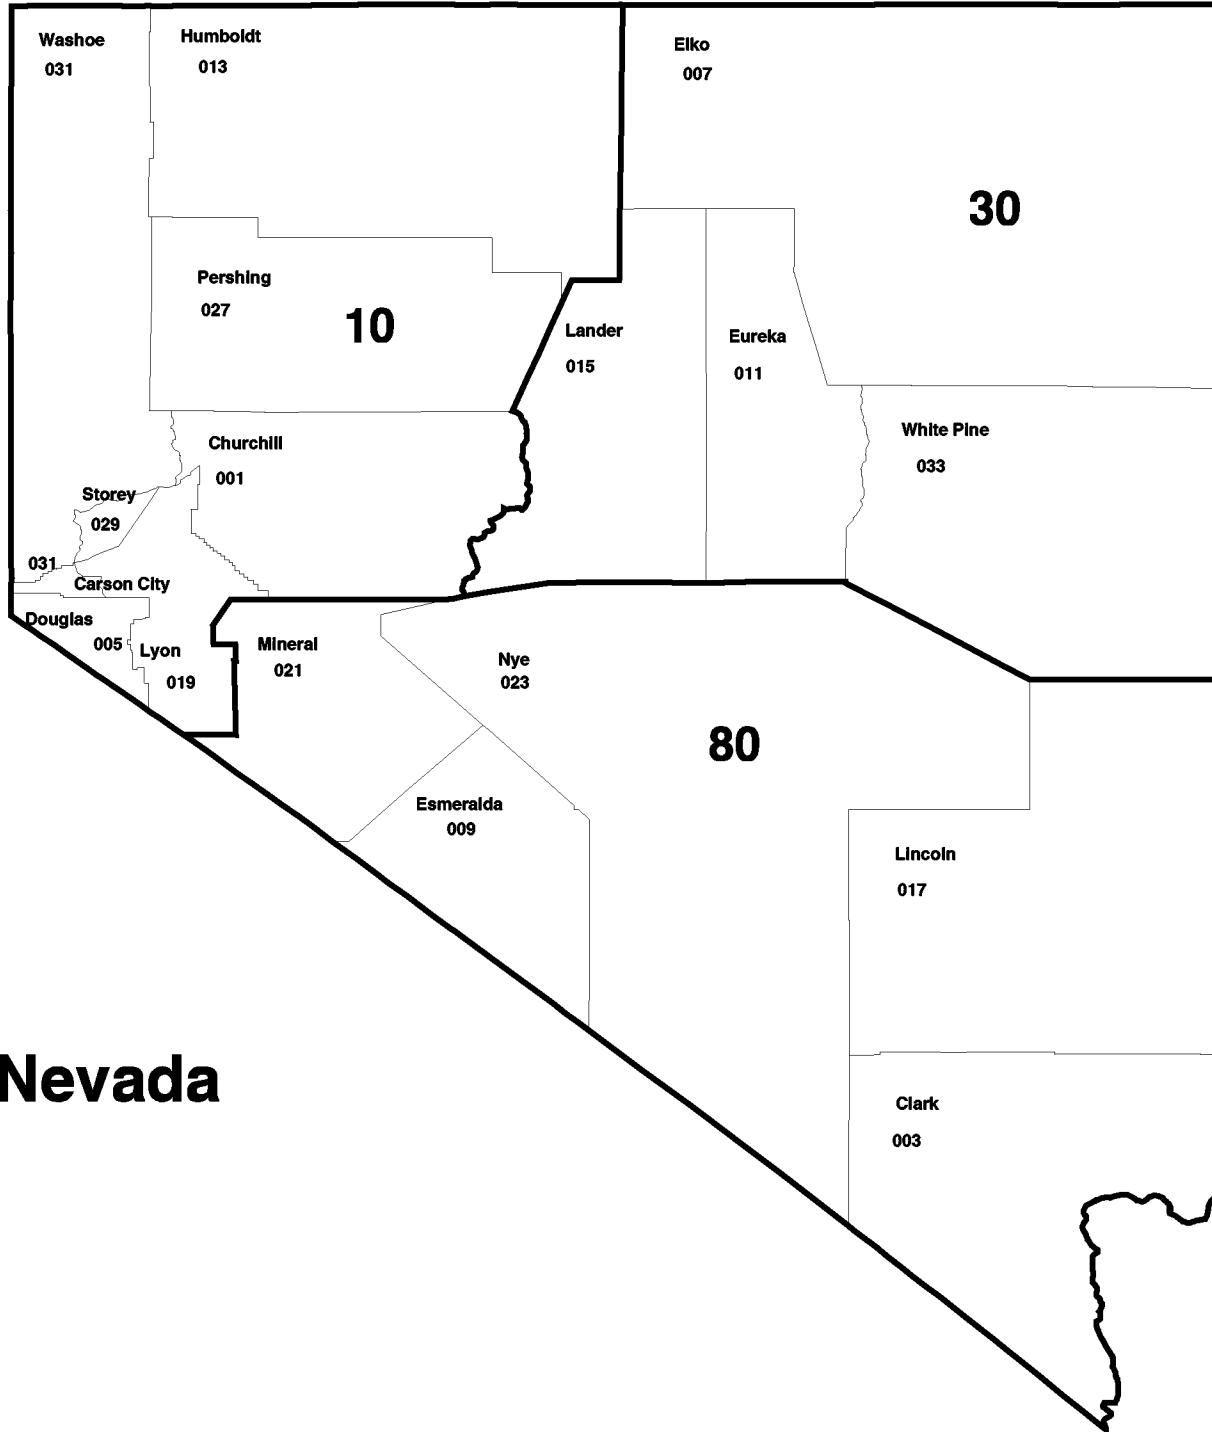 Washoe
031
Humboldt
013
Elko
007
30
Pershing
027
10
Lander
015
Eureka
011
White Pine
033
Churchill
001
Storey
029
031
Carson City
Douglas
005
Lyon
019
Mineral
021
Nye
023
80
Esmeralda
009
Lincoln
017
Nevada
Clark
003